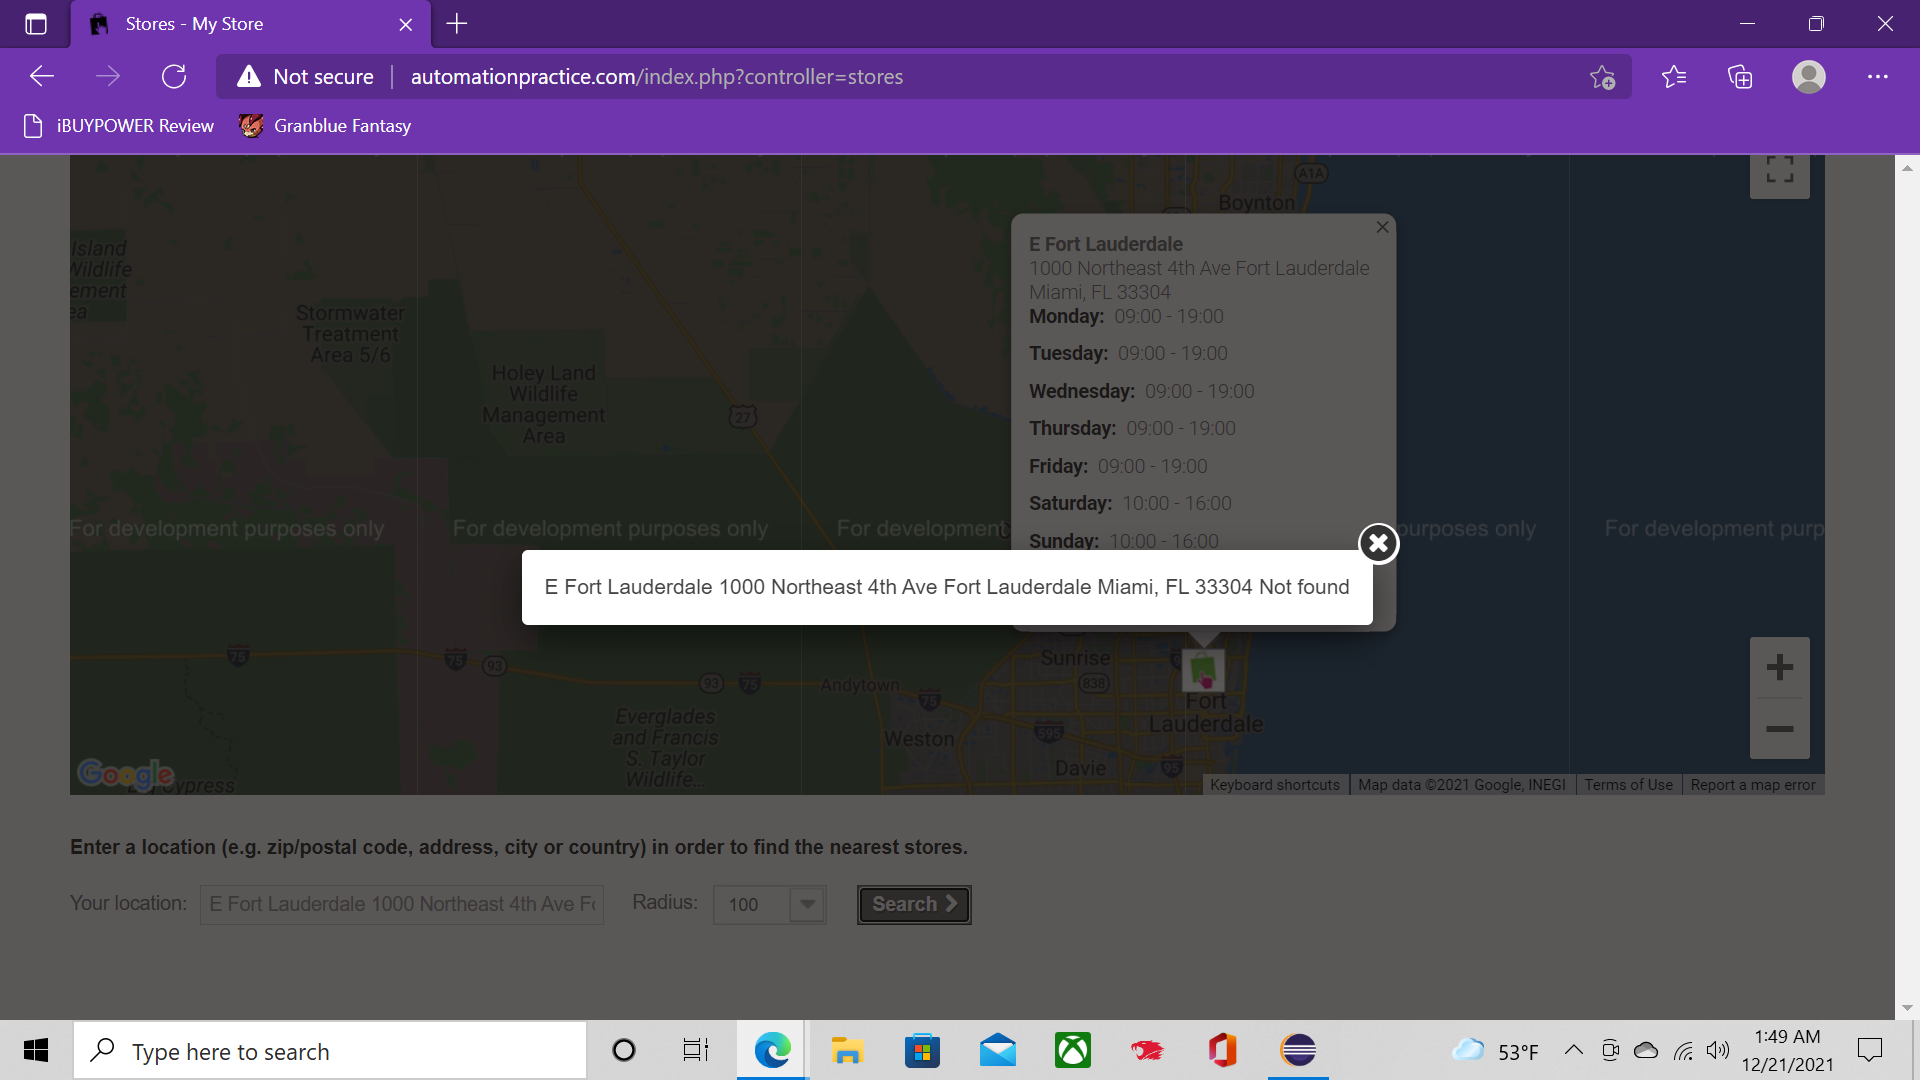 Stores - My Store
Not secure
automationpractice.com/index.php?controller=stores
iBUYPOWER Review
Granblue Fantasy
A1A
Boynton
Island
Wildlife
ement
ea
Stormwater
Treatment
Area 5/6
Holey Land
Wildlife
Management
Area
27
E Fort Lauderdale
1000 Northeast 4th Ave Fort Lauderdale
Miami, FL 33304
Monday: 09:00 - 19:00
Tuesday: 09:00 - 19:00
Wednesday: 09:00 - 19:00
Thursday: 09:00 - 19:00
Friday: 09:00 - 19:00
Saturday: 10:00 - 16:00
Sunday: 10:00 - 16:00
For development purposes only
For development purposes only
For development
purposes only
For development purp
E Fort Lauderdale 1000 Northeast 4th Ave Fort Lauderdale Miami, FL 33304 Not found
75
75
93
93
75
Andytown
75
Sunrise
838
Fort
Lauderdale
Everglades
and Francis
S. Taylor
Wildlife...
Weston
595
Davie
95
Google
Cypress
Keyboard shortcuts
Map data ©2021 Google, INEGI
Terms of Use
Report a map error
Enter a location (e.g. zip/postal code, address, city or country) in order to find the nearest stores.
Your location: E Fort Lauderdale 1000 Northeast 4th Ave Fo
Radius: 100
Search
Type here to search
53°F
1:49 AM
12/21/2021